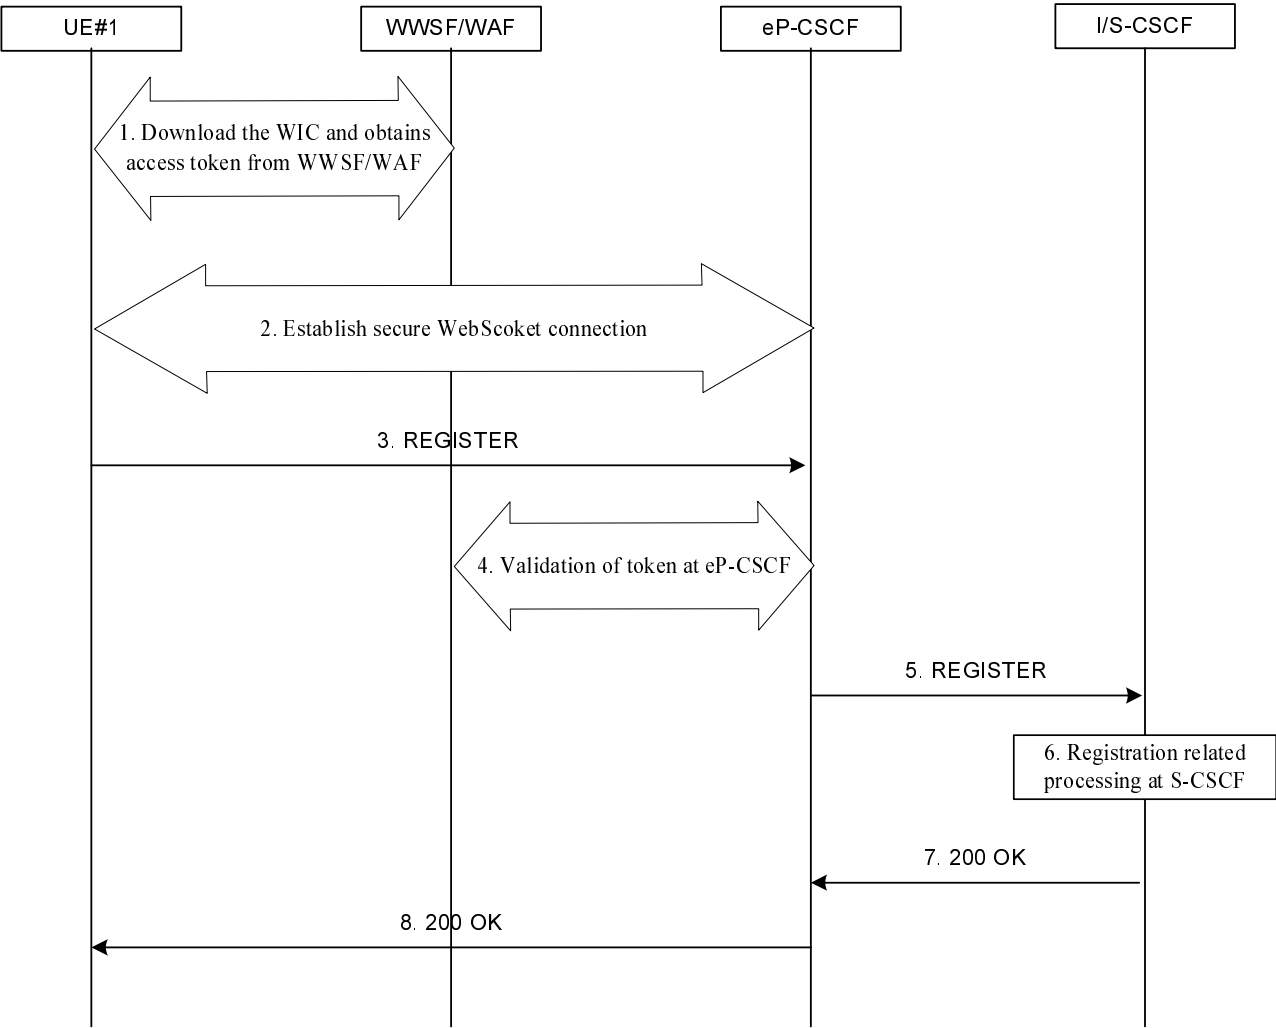 UE#1
WWSF/WAF
eP-CSCF
I/S-CSCF
1. Download the WIC and obtains
access token from WWSF/WAF
2. Establish secure WebScoket connection
3. REGISTER
4. Validation of token at eP-CSCF
5. REGISTER
6. Registration related
processing at S-CSCF
7. 200 OK
8. 200 OK